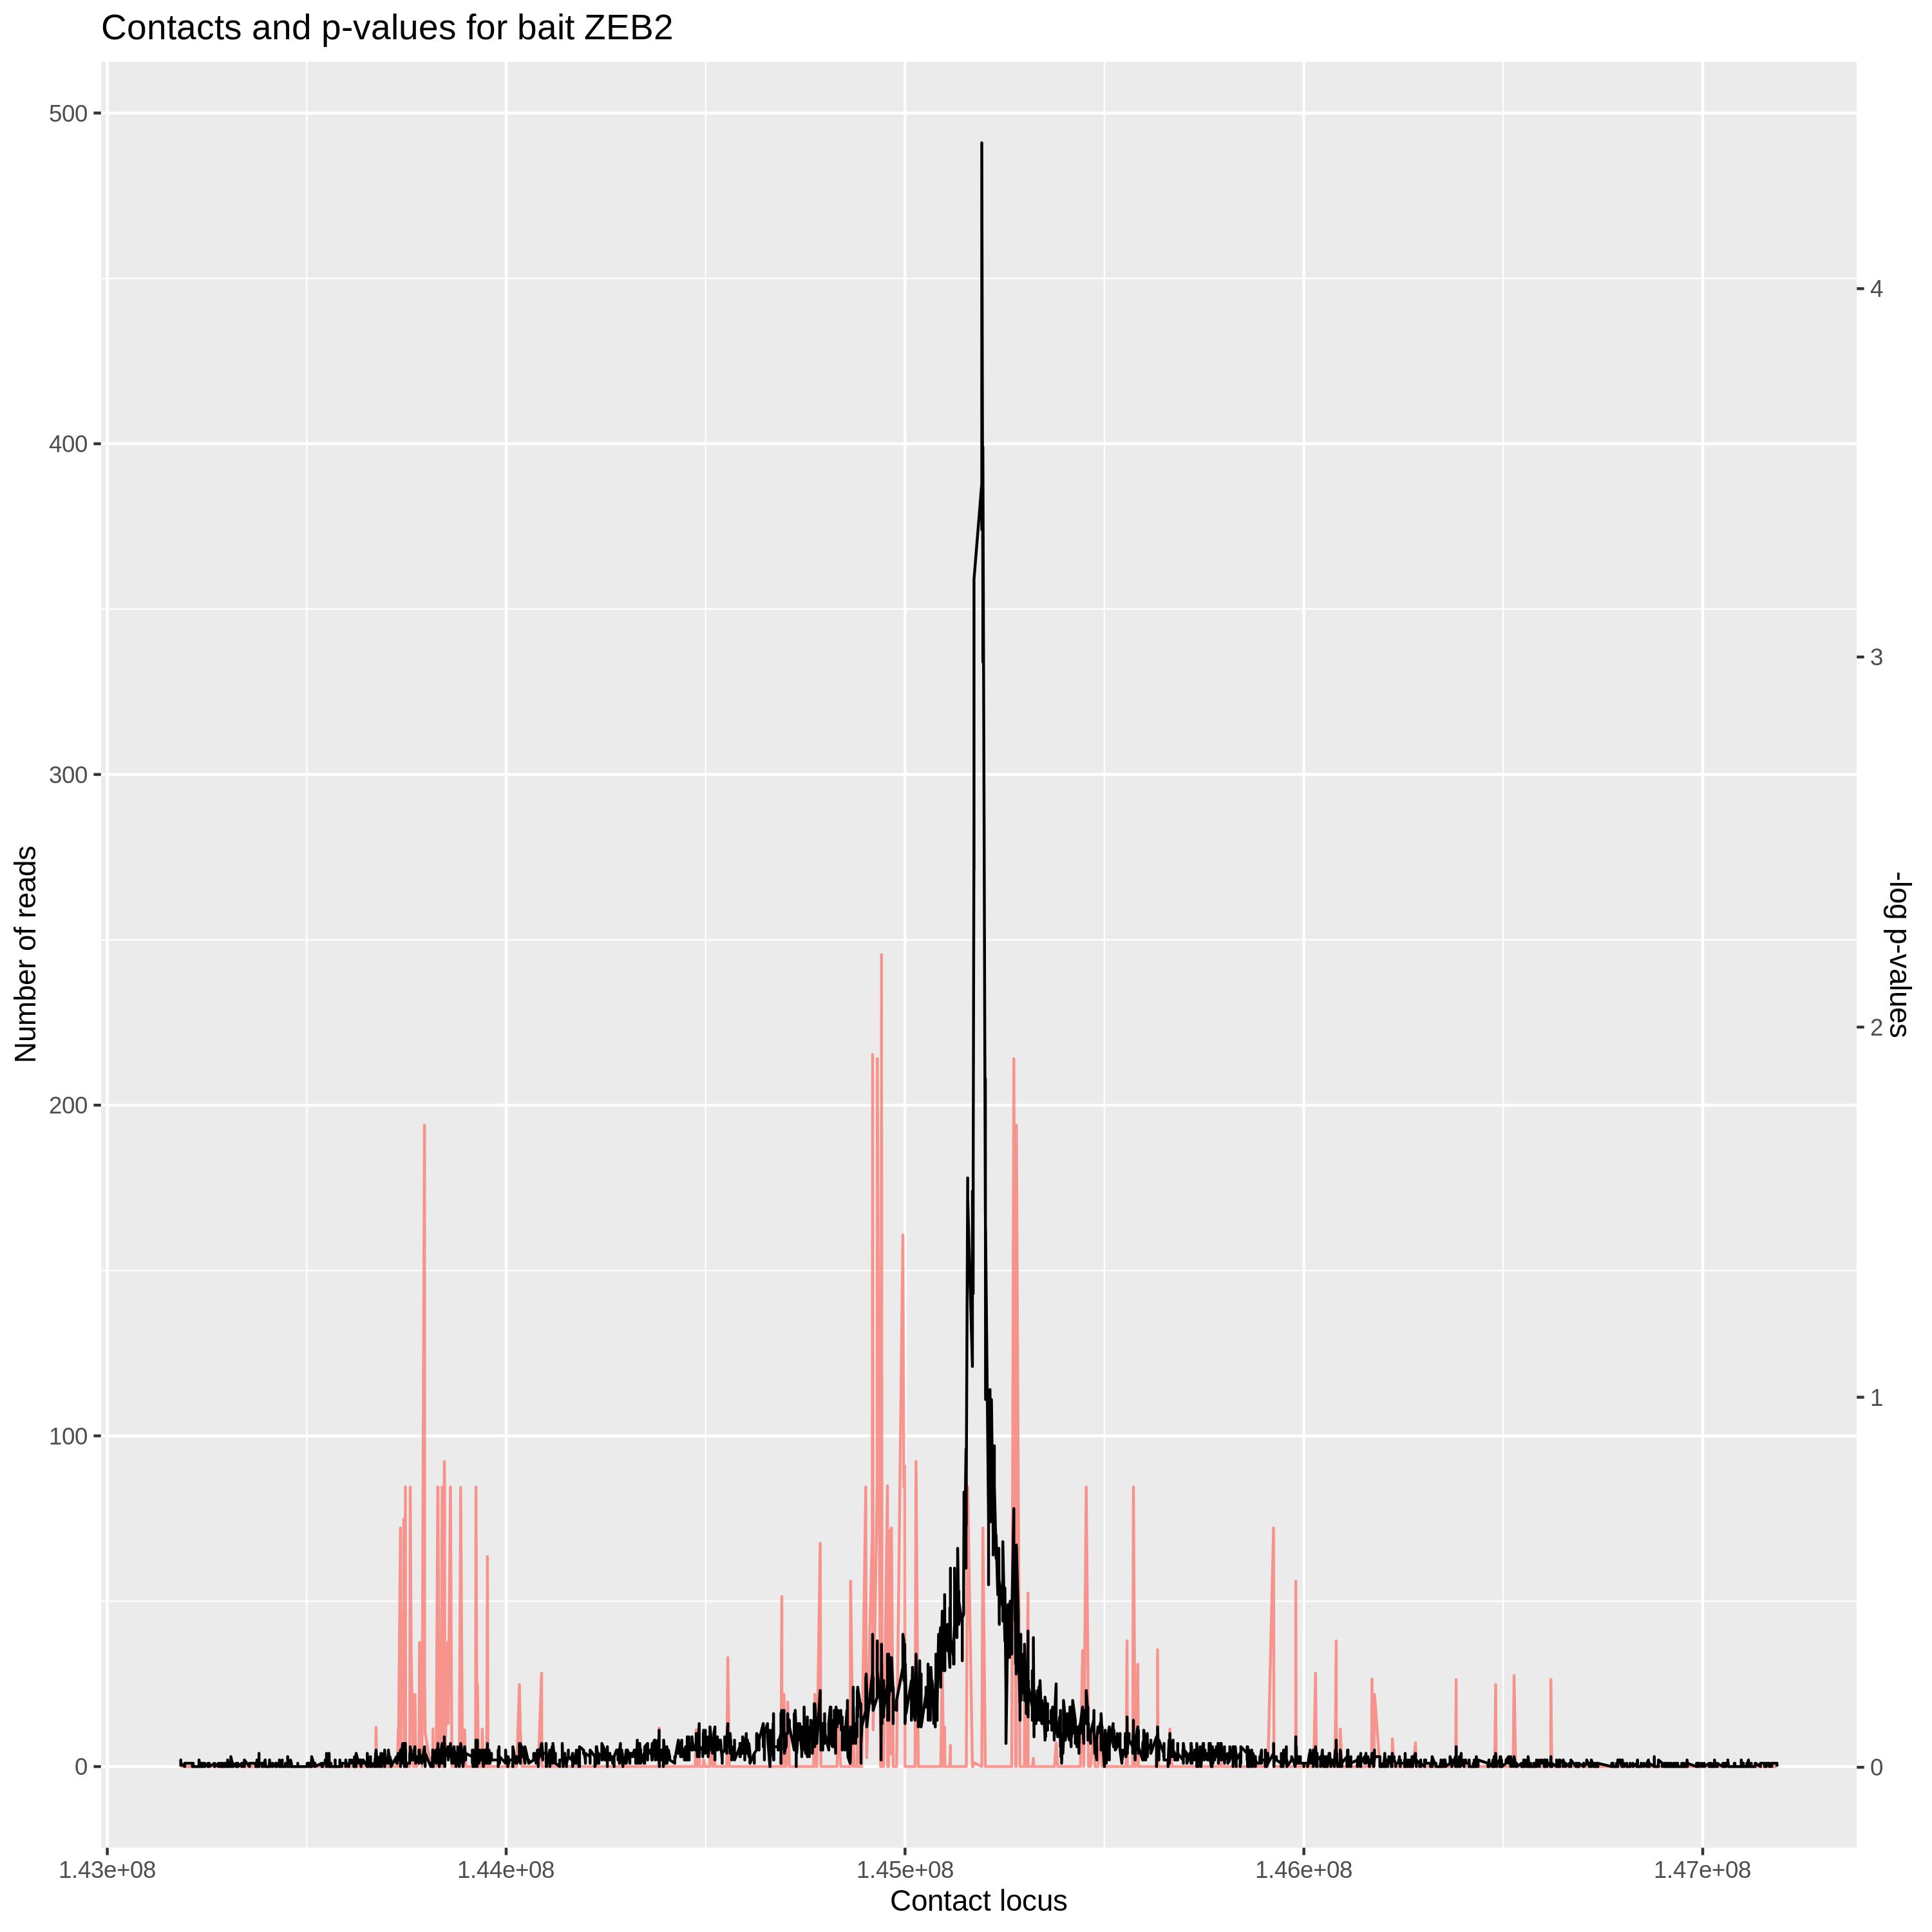 Contacts and p-values for bait ZEB2
500
400
300
200
100
0
Number of reads
4
3
2
1
0
-log p-values
1.43e+08
1.44e+08
1.45e+08
1.46e+08
1.47e+08
Contact locus